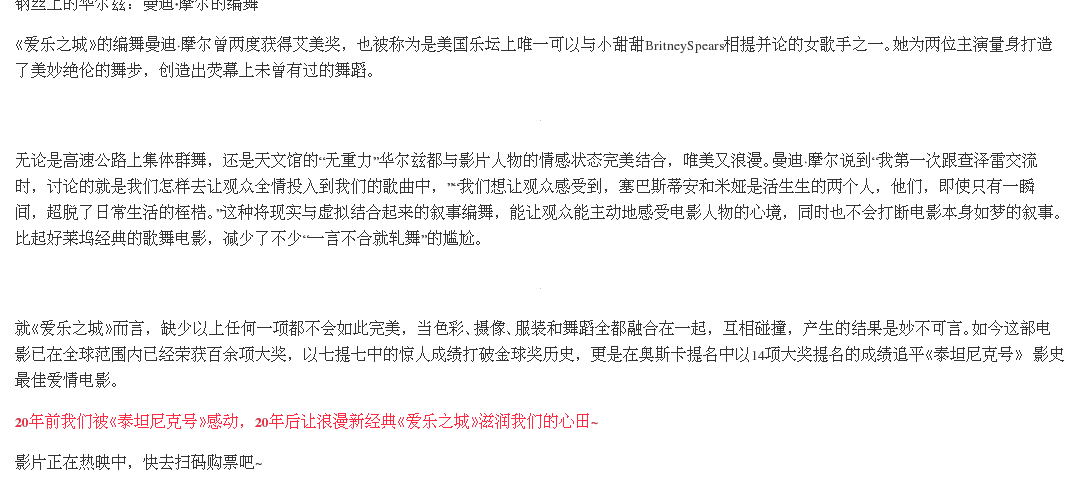 钢丝上的华尔兹：曼迪·摩尔的编舞
《爱乐之城》的编舞曼迪·摩尔曾两度获得艾美奖，也被称为是美国乐坛上唯一可以与小甜甜BritneySpears相提并论的女歌手之一。她为两位主演量身打造
了美妙绝伦的舞步，创造出荧幕上未曾有过的舞蹈。
无论是高速公路上集体群舞，还是天文馆的“无重力”华尔兹都与影片人物的情感状态完美结合，唯美又浪漫。曼迪·摩尔说到“我第一次跟查泽雷交流
时，讨论的就是我们怎样去让观众全情投入到我们的歌曲中，”“我们想让观众感受到，塞巴斯蒂安和米娅是活生生的两个人，他们，即使只有一瞬
间，超脱了日常生活的桎梏。”这种将现实与虚拟结合起来的叙事编舞，能让观众能主动地感受电影人物的心境，同时也不会打断电影本身如梦的叙事。
比起好莱坞经典的歌舞电影，减少了不少“一言不合就轧舞”的尴尬。
就《爱乐之城》而言，缺少以上任何一项都不会如此完美，当色彩、摄像、服装和舞蹈全都融合在一起，互相碰撞，产生的结果是妙不可言。如今这部电
影已在全球范围内已经荣获百余项大奖，以七提七中的惊人成绩打破金球奖历史，更是在奥斯卡提名中以14项大奖提名的成绩追平《泰坦尼克号》 影史
最佳爱情电影。
20年前我们被《泰坦尼克号》感动，20年后让浪漫新经典《爱乐之城》滋润我们的心田~
影片正在热映中，快去扫码购票吧~